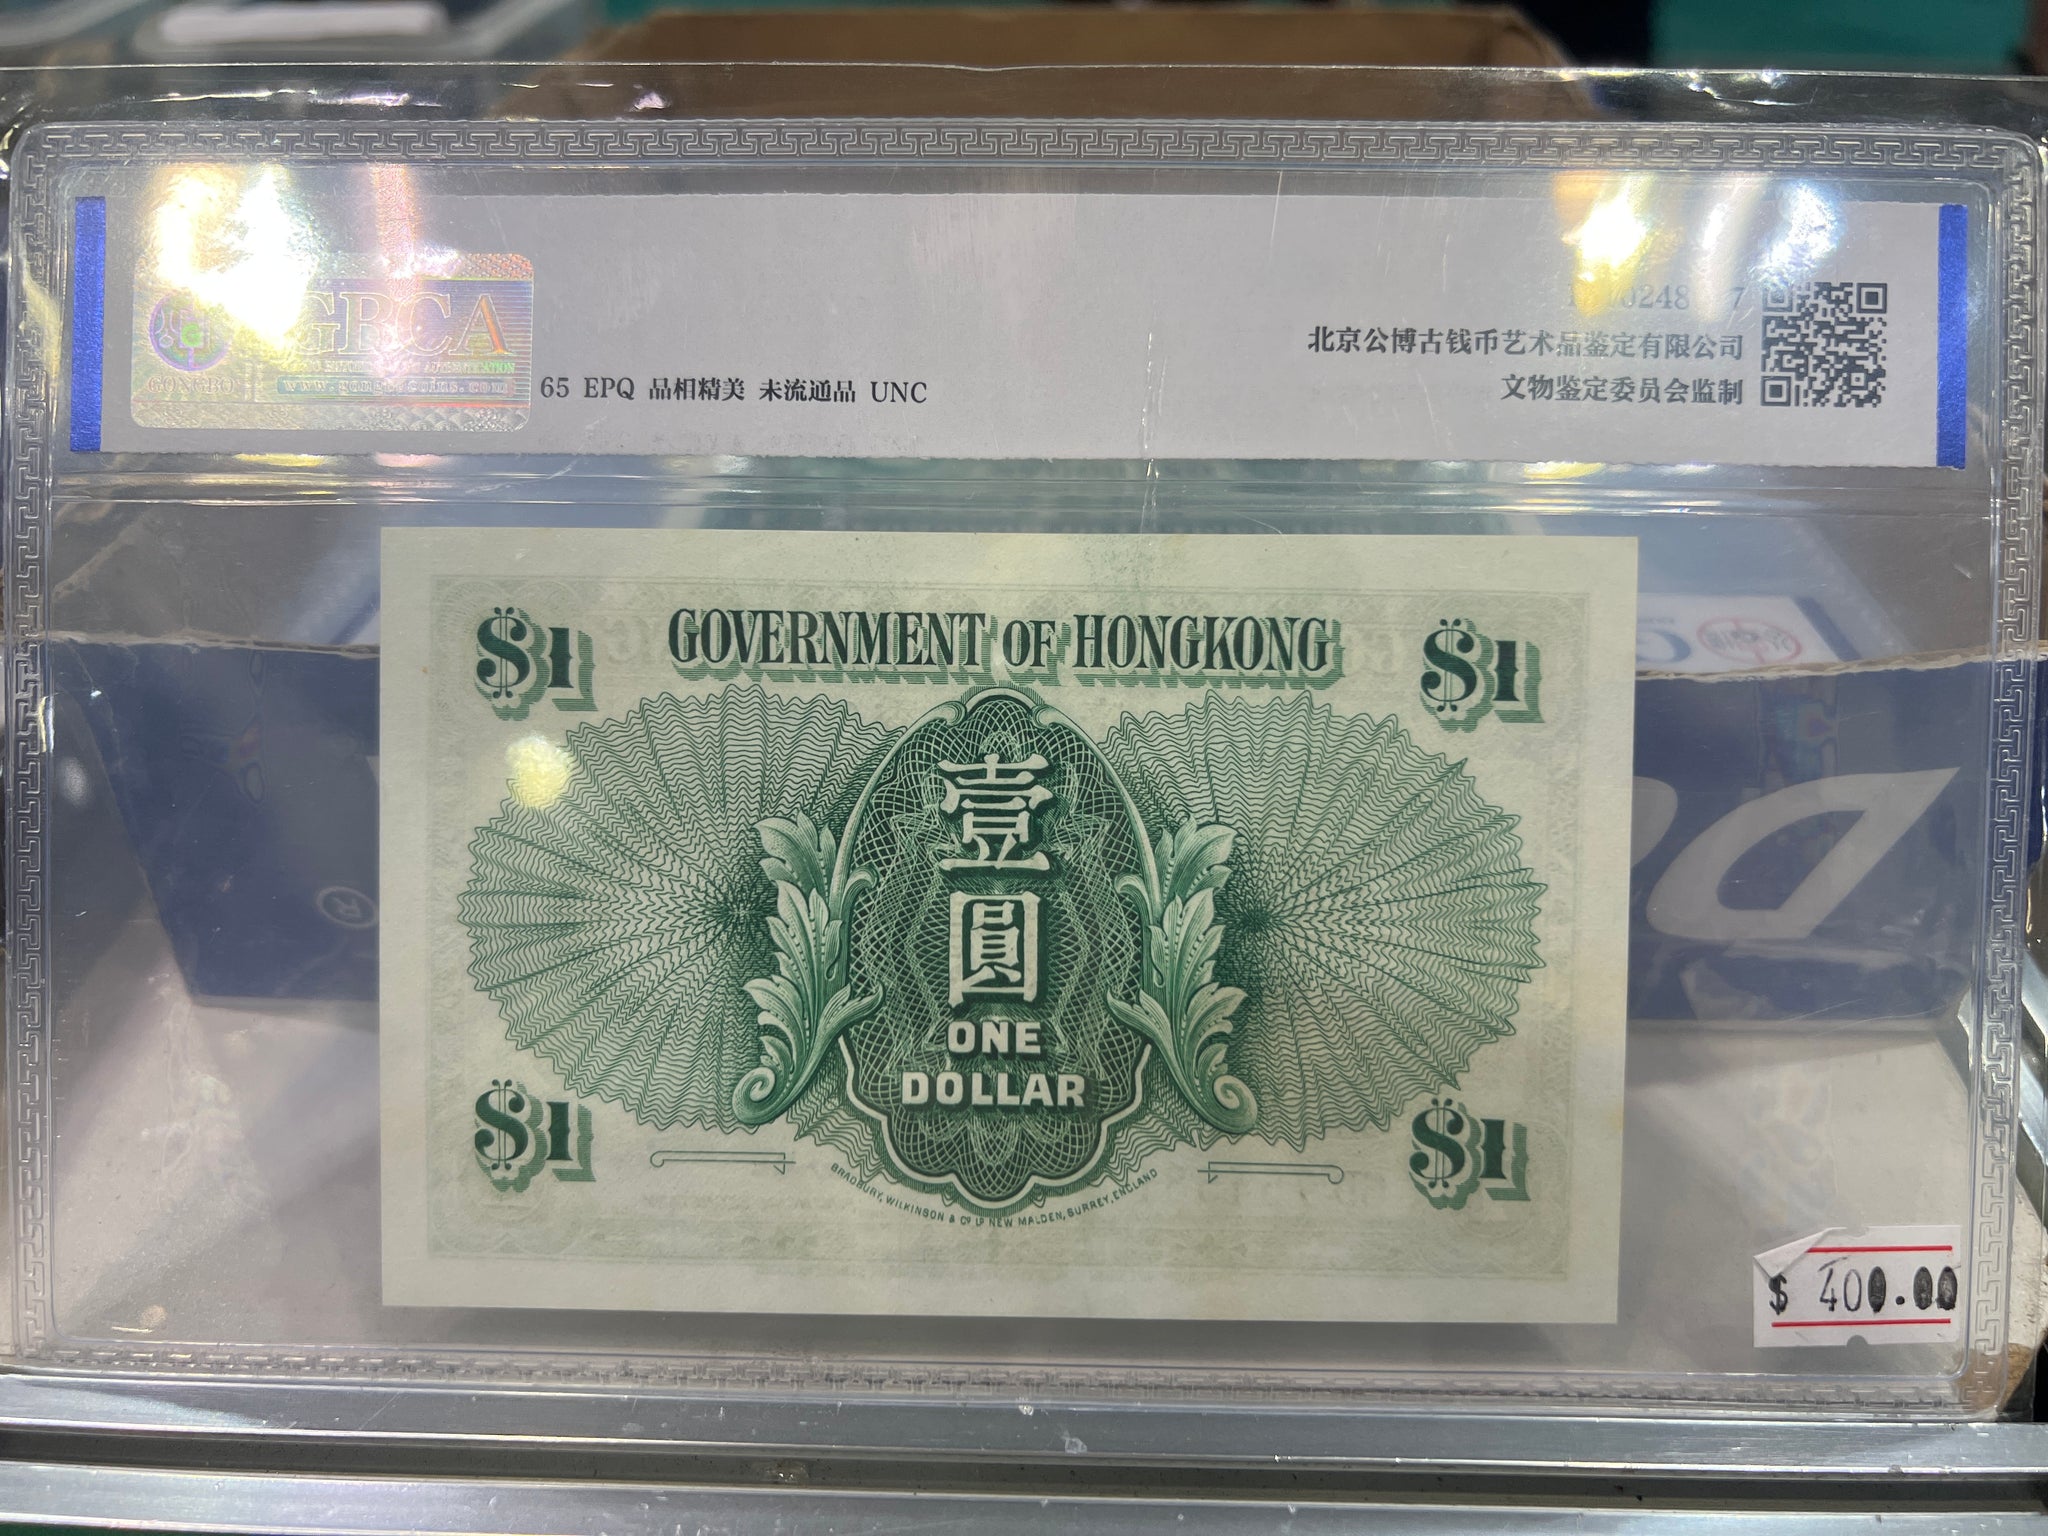 GBCA
GONGBO
65 EPQ 品相精美 未流通品 UNC
北京公博古钱币艺术品鉴定有限公司
文物鉴定委员会监制
$1 GOVERNMENT OF HONGKONG $1
壹
圓
ONE
DOLLAR
$1 $1
BRADBURY, WILKINSON & Cº Lᴰ NEW MALDEN, SURREY, ENGLAND
®
$ 400.00